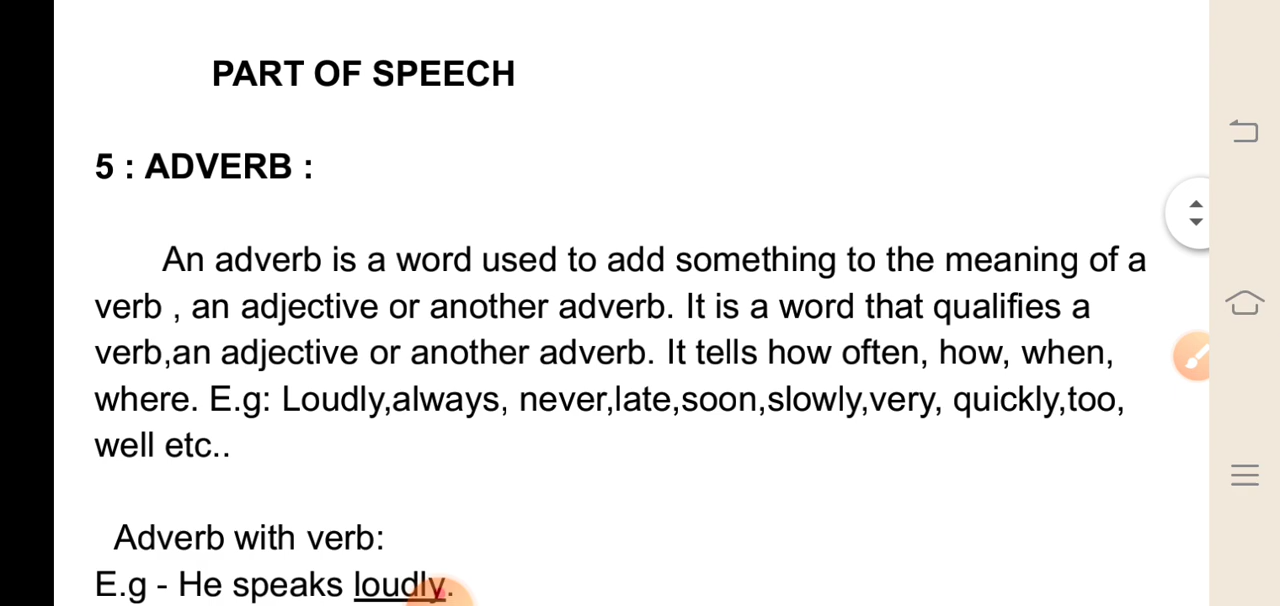 PART OF SPEECH
5 : ADVERB :
An adverb is a word used to add something to the meaning of a
verb , an adjective or another adverb. It is a word that qualifies a
verb,an adjective or another adverb. It tells how often, how, when,
where. E.g: Loudly,always, never,late,soon,slowly,very, quickly,too,
well etc..
Adverb with verb:
E.g - He speaks loudly.